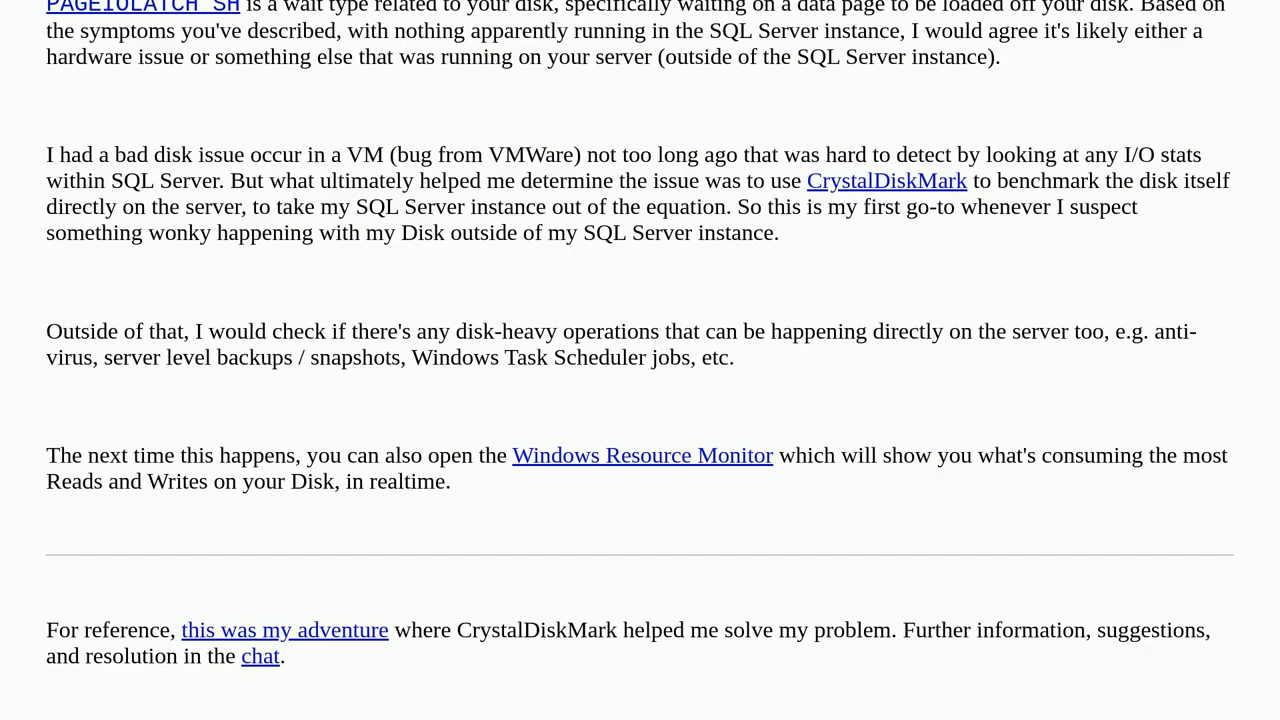 PAGEIOLATCH_SH is a wait type related to your disk, specifically waiting on a data page to be loaded off your disk. Based on
the symptoms you've described, with nothing apparently running in the SQL Server instance, I would agree it's likely either a
hardware issue or something else that was running on your server (outside of the SQL Server instance).
I had a bad disk issue occur in a VM (bug from VMWare) not too long ago that was hard to detect by looking at any I/O stats
within SQL Server. But what ultimately helped me determine the issue was to use CrystalDiskMark to benchmark the disk itself
directly on the server, to take my SQL Server instance out of the equation. So this is my first go-to whenever I suspect
something wonky happening with my Disk outside of my SQL Server instance.
Outside of that, I would check if there's any disk-heavy operations that can be happening directly on the server too, e.g. anti-
virus, server level backups / snapshots, Windows Task Scheduler jobs, etc.
The next time this happens, you can also open the Windows Resource Monitor which will show you what's consuming the most
Reads and Writes on your Disk, in realtime.
For reference, this was my adventure where CrystalDiskMark helped me solve my problem. Further information, suggestions,
and resolution in the chat.